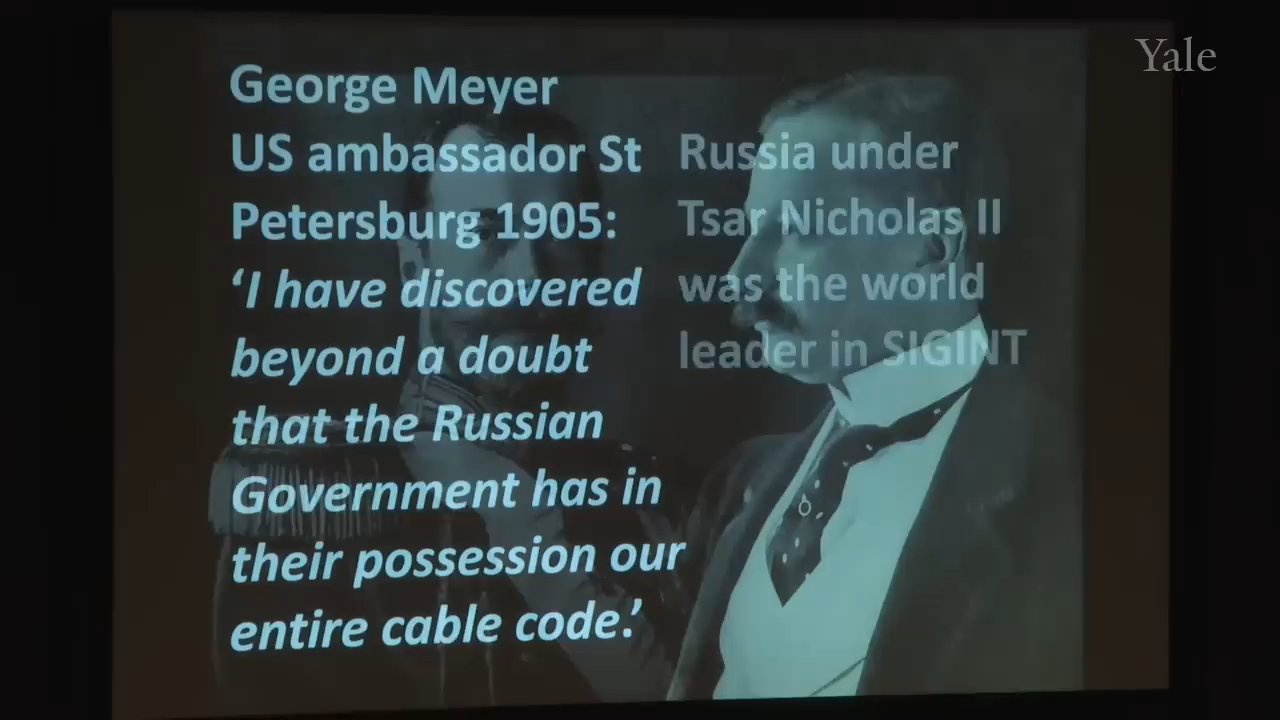 Yale
George Meyer
US ambassador St
Petersburg 1905:
‘I have discovered
beyond a doubt
that the Russian
Government has in
their possession our
entire cable code.’
Russia under
Tsar Nicholas II
was the world
leader in SIGINT